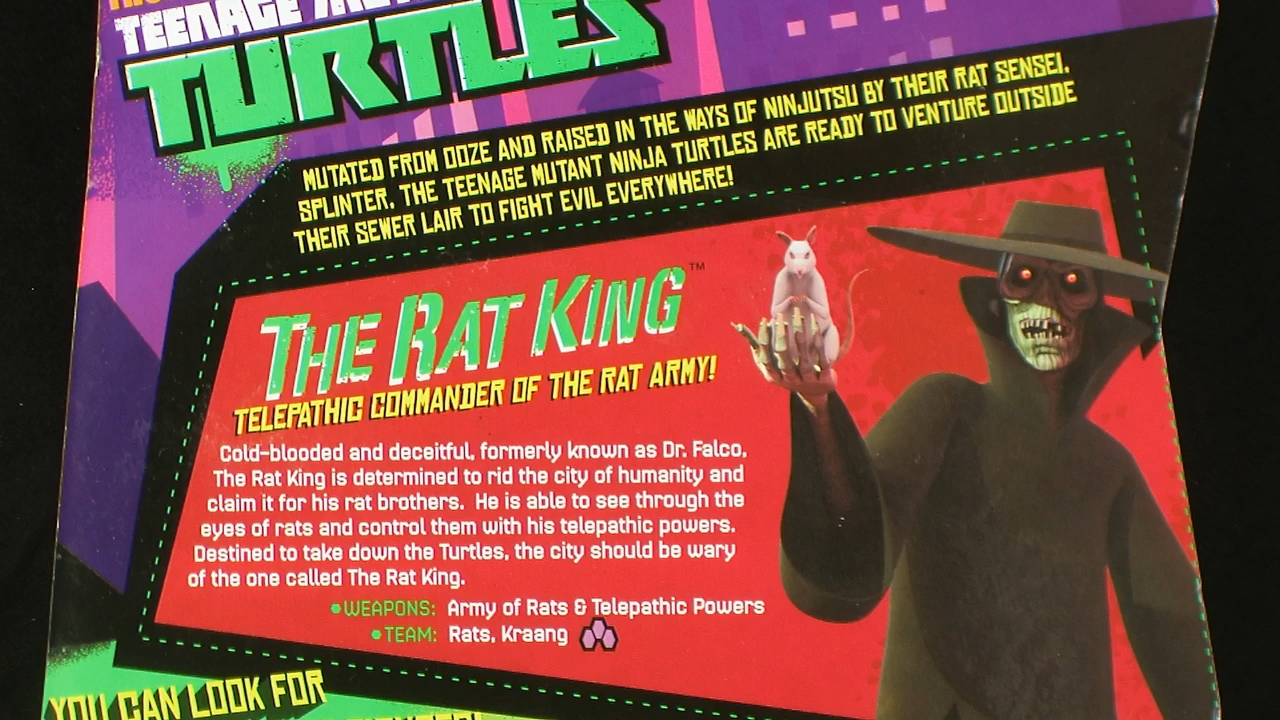 TEENAGE
TURTLES
MUTATED FROM OOZE AND RAISED IN THE WAYS OF NINJUTSU BY THEIR RAT SENSEI,
SPLINTER, THE TEENAGE MUTANT NINJA TURTLES ARE READY TO VENTURE OUTSIDE
THEIR SEWER LAIR TO FIGHT EVIL EVERYWHERE!
THE RAT KING™
TELEPATHIC COMMANDER OF THE RAT ARMY!
Cold-blooded and deceitful, formerly known as Dr. Falco,
The Rat King is determined to rid the city of humanity and
claim it for his rat brothers. He is able to see through the
eyes of rats and control them with his telepathic powers.
Destined to take down the Turtles, the city should be wary
of the one called The Rat King.
•WEAPONS: Army of Rats & Telepathic Powers
•TEAM: Rats, Kraang
YOU CAN LOOK FOR